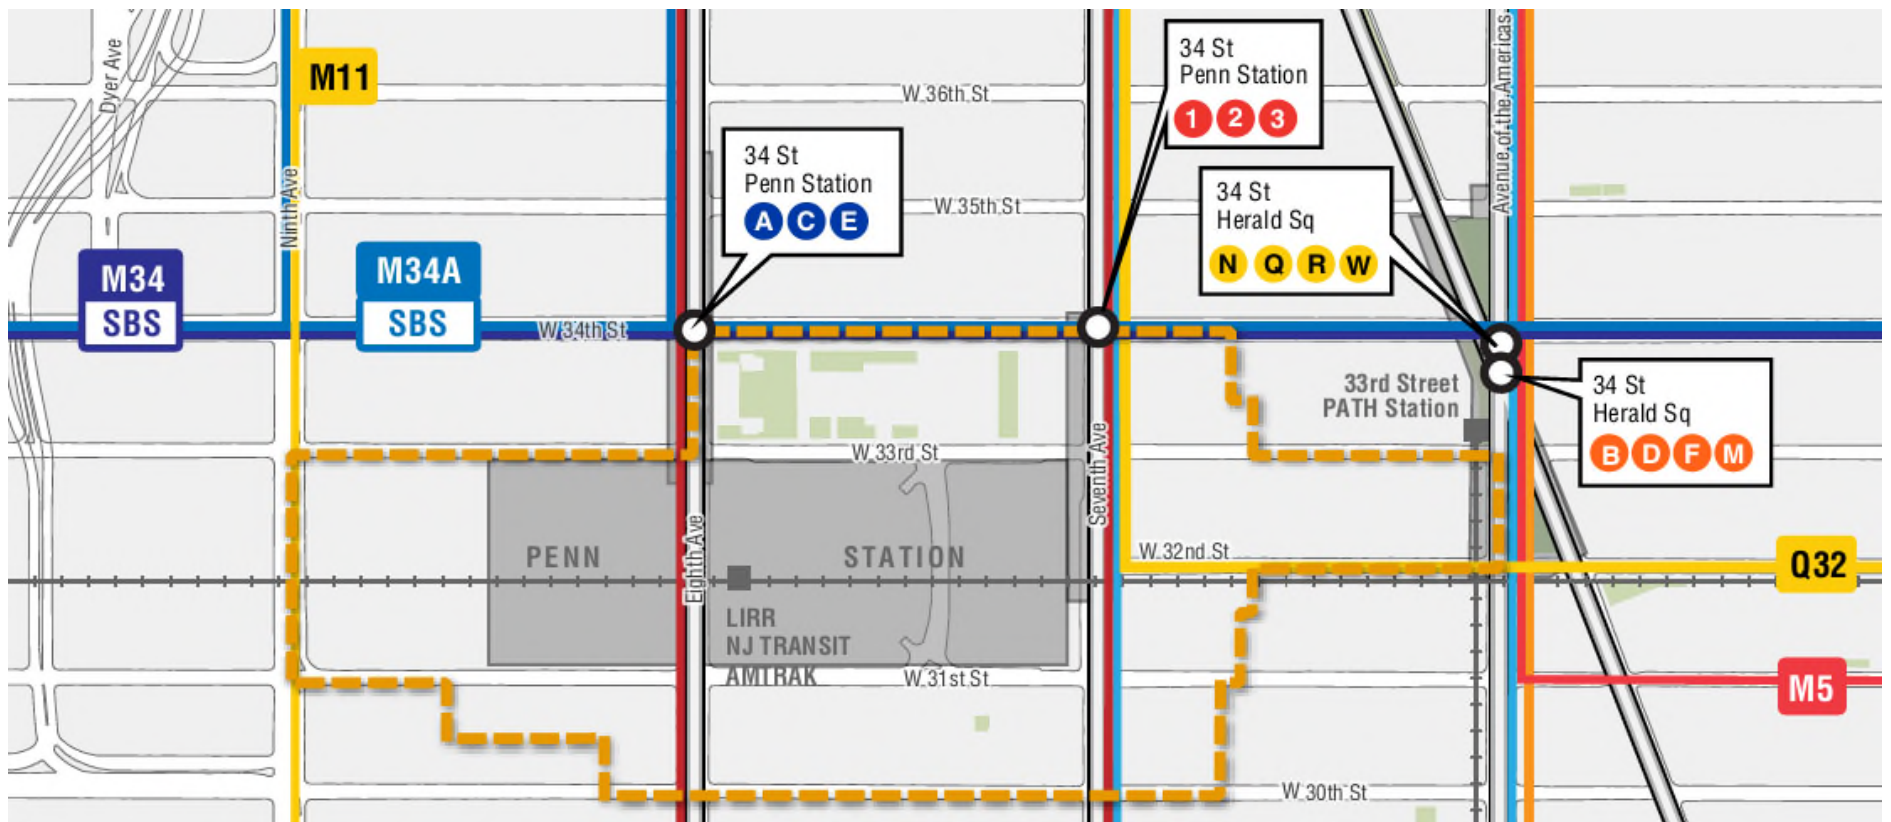 Dyer Ave
M11
Ninth Ave
W 36th St
W 35th St
34 St
Penn Station
1 2 3
34 St
Penn Station
A C E
34 St
Herald Sq
N Q R W
Avenue of the Americas
M34
SBS
M34A
SBS
W 34th St
33rd Street
PATH Station
34 St
Herald Sq
B D F M
W 33rd St
Seventh Ave
Eighth Ave
PENN STATION
W 32nd St
Q32
LIRR
NJ TRANSIT
AMTRAK
W 31st St
M5
W 30th St